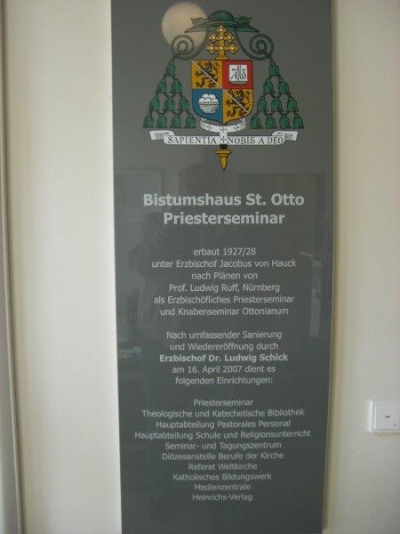 SAPIENTIA NOBIS A DEO
Bistumshaus St. Otto
Priesterseminar
erbaut 1927/28
unter Erzbischof Jacobus von Hauck
nach Plänen von
Prof. Ludwig Ruff, Nürnberg
als Erzbischöfliches Priesterseminar
und Knabenseminar Ottonianum
Nach umfassender Sanierung
und Wiedereröffnung durch
Erzbischof Dr. Ludwig Schick
am 16. April 2007 dient es
folgenden Einrichtungen:
Priesterseminar
Theologische und Katechetische Bibliothek
Hauptabteilung Pastorales Personal
Hauptabteilung Schule und Religionsunterricht
Seminar- und Tagungszentrum
Diözesanstelle Berufe der Kirche
Referat Weltkirche
Katholisches Bildungswerk
Medienzentrale
Heinrichs-Verlag